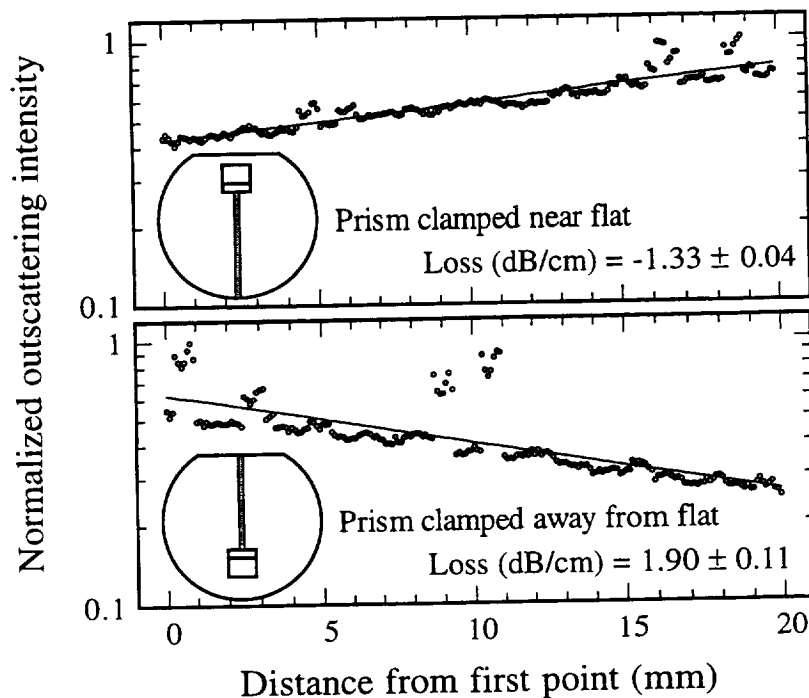 Normalized outscattering intensity
1
0.1
Prism clamped near flat
Loss (dB/cm) = -1.33 ± 0.04
1
0.1
Prism clamped away from flat
Loss (dB/cm) = 1.90 ± 0.11
0 5 10 15 20
Distance from first point (mm)